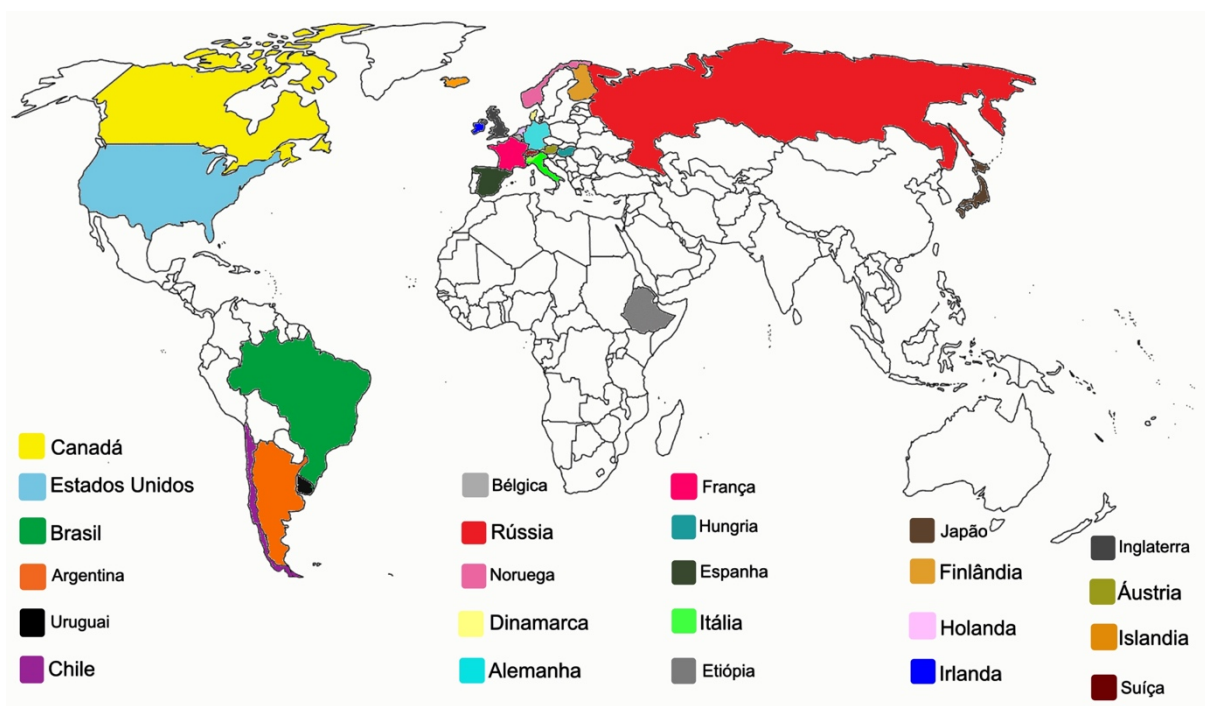 Canadá
Estados Unidos
Brasil
Argentina
Uruguai
Chile
Bélgica
Rússia
Noruega
Dinamarca
Alemanha
França
Hungria
Espanha
Itália
Etiópia
Japão
Finlândia
Holanda
Irlanda
Inglaterra
Áustria
Islandia
Suíça